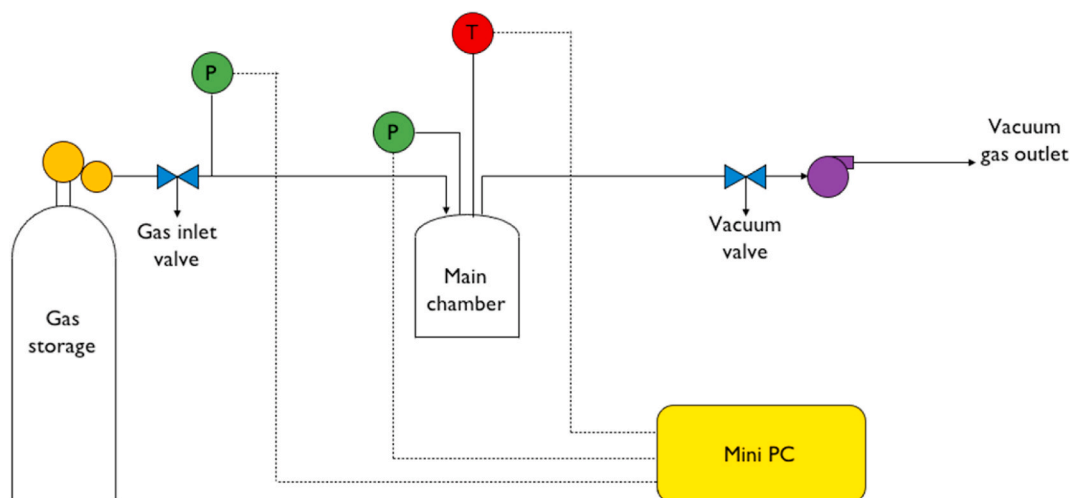 T
P
P
Vacuum
gas outlet
Gas inlet
valve
Vacuum
valve
Main
chamber
Gas
storage
Mini PC